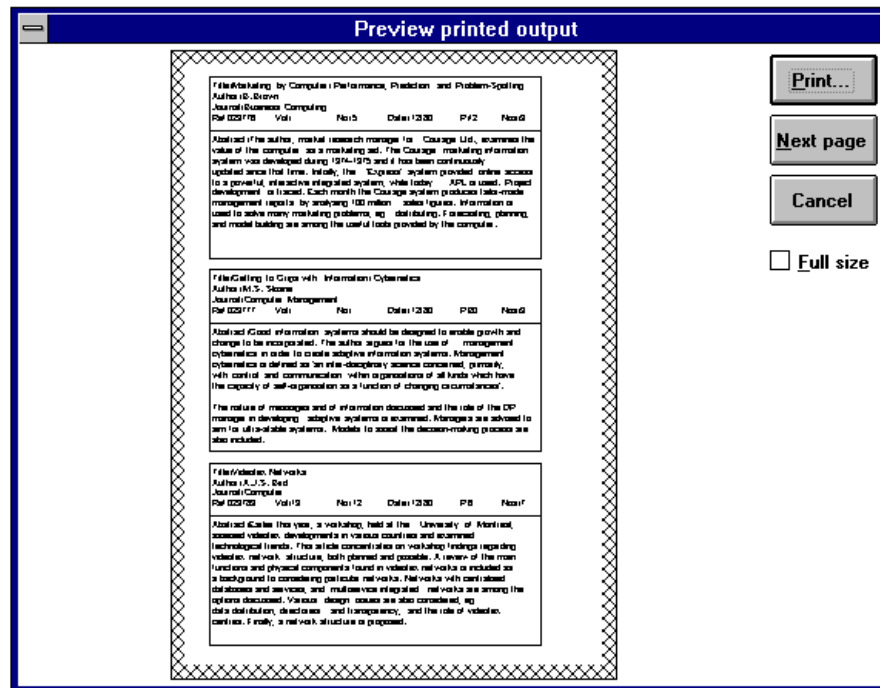 Preview printed output
Print...
Next page
Cancel
Full size
Title:Marketing by Computer: Performance, Prediction and Problem-Solving
Author:B. Brown
Journal:Business Computing
Vol: No:5 Date:12/80
Abstract:The author, market research manager for Courage Ltd., examines the
value of the computer as a marketing aid. The Courage marketing information
system was developed during 1974-1975 and it has been continuously
updated since that time. Initially, the 'Express' system provided online access
to a powerful, interactive integrated system, while today APL is used. Project
development is traced. Each month the Courage system produces tailor-made
management reports by analysing 100 million sales figures. Information is
used to solve many marketing problems, eg distributing. Forecasting, planning,
and model building are among the useful tools provided by the computer.
Title:Getting to Grips with Information: Cybernetics
Author:M.S. Sloane
Journal:Computer Management
Vol: No: Date:12/80
Abstract:Good information systems should be designed to enable growth and
change to be incorporated. The author argues for the use of management
cybernetics in order to create adaptive information systems. Management
cybernetics is defined as 'an inter-disciplinary science concerned, primarily,
with control and communication within organisations of all kinds which have
the capacity of self-organisation as a function of changing circumstances'.
The nature of messages and of information discussed and the role of the DP
manager in developing adaptive systems is examined. Managers are advised to
aim for ultra-stable systems. Models to assist the decision-making process are
also included.
Title:Videotex Networks
Author:A.J.S.
Journal:Computer
No:12 Date:12/80
Abstract:Earlier this year, a workshop, held at the University of Montreal,
assessed videotex developments in various countries and examined
technological trends. This article concentrates on workshop findings regarding
videotex network structure, both planned and possible. A review of the main
functions and physical components found in videotex networks is included as
a background to considering particular networks. Networks with centralised
databases and services, and multiservice integrated networks are among the
options discussed. Various design issues are also considered, eg
data distribution, directories and transparency, and the role of videotex
centres. Finally, a network structure is proposed.